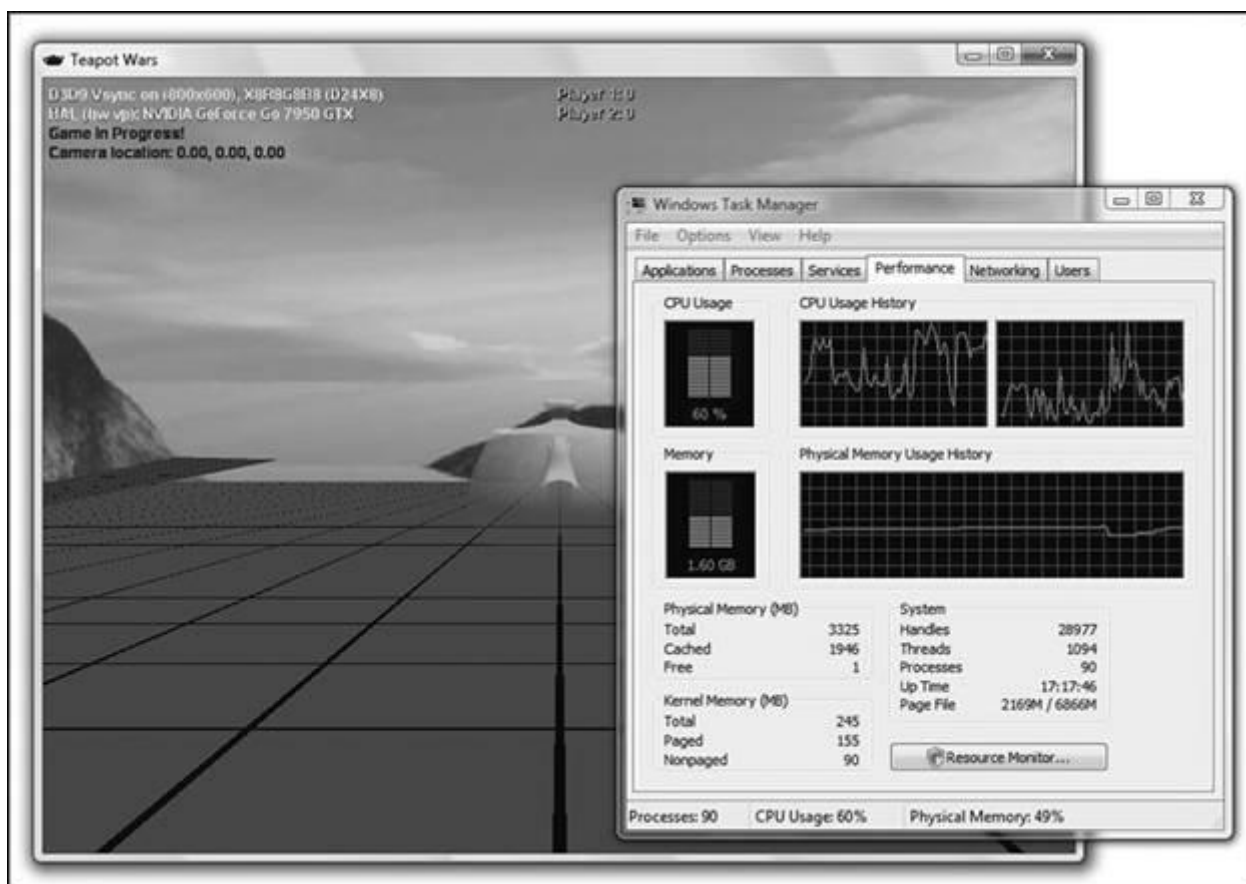 Teapot Wars
D3D9 Vsync on (800x600), X8R8G8B8 (D24X8)
HAL (hw vp): NVIDIA GeForce Go 7950 GTX
Game in Progress!
Camera location: 0.00, 0.00, 0.00
Player 1: 0
Player 2: 0
Windows Task Manager
File Options View Help
Applications Processes Services Performance Networking Users
CPU Usage
60 %
CPU Usage History
Memory
1.60 GB
Physical Memory Usage History
Physical Memory (MB)
Total 3325
Cached 1946
Free 1
Kernel Memory (MB)
Total 245
Paged 155
Nonpaged 90
System
Handles 28977
Threads 1094
Processes 90
Up Time 17:17:46
Page File 2169M / 6866M
Resource Monitor...
Processes: 90 CPU Usage: 60% Physical Memory: 49%